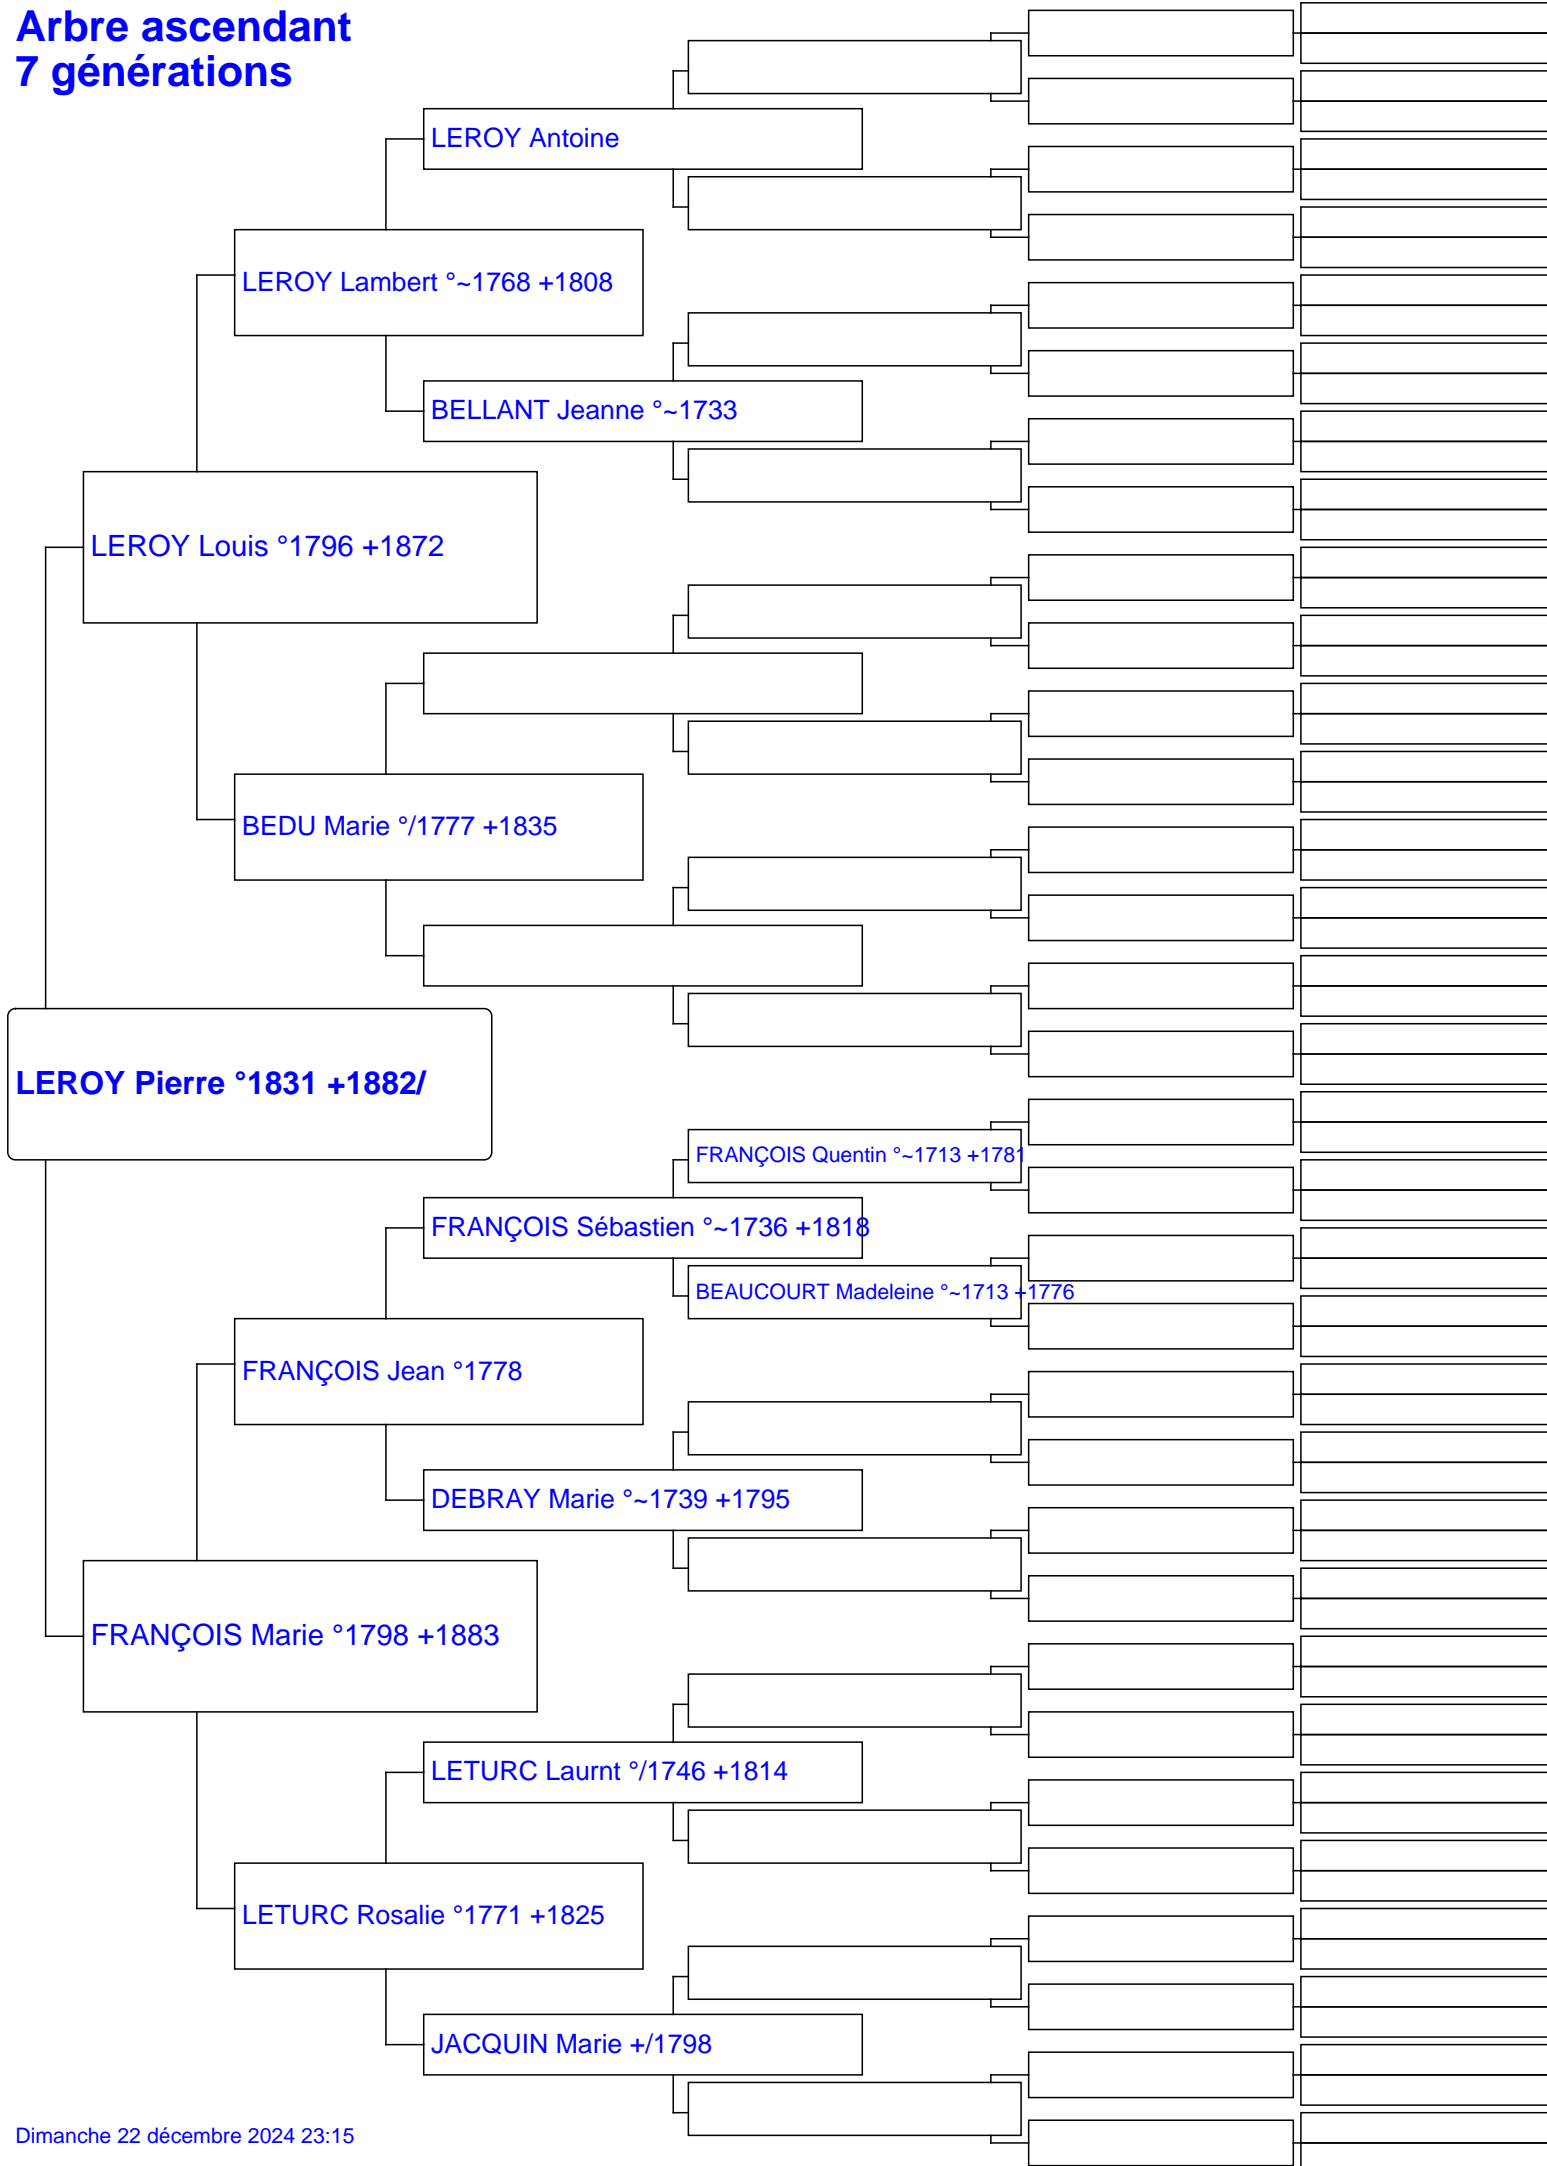 Arbre ascendant
7 générations
LEROY Antoine
LEROY Lambert °~1768 +1808
BELLANT Jeanne °~1733
LEROY Louis °1796 +1872
BEDU Marie °/1777 +1835
LEROY Pierre °1831 +1882/
FRANÇOIS Quentin °~1713 +1781
FRANÇOIS Sébastien °~1736 +1818
BEAUCOURT Madeleine °~1713 +1776
FRANÇOIS Jean °1778
DEBRAY Marie °~1739 +1795
FRANÇOIS Marie °1798 +1883
LETURC Laurnt °/1746 +1814
LETURC Rosalie °1771 +1825
JACQUIN Marie +/1798
Dimanche 22 décembre 2024 23:15